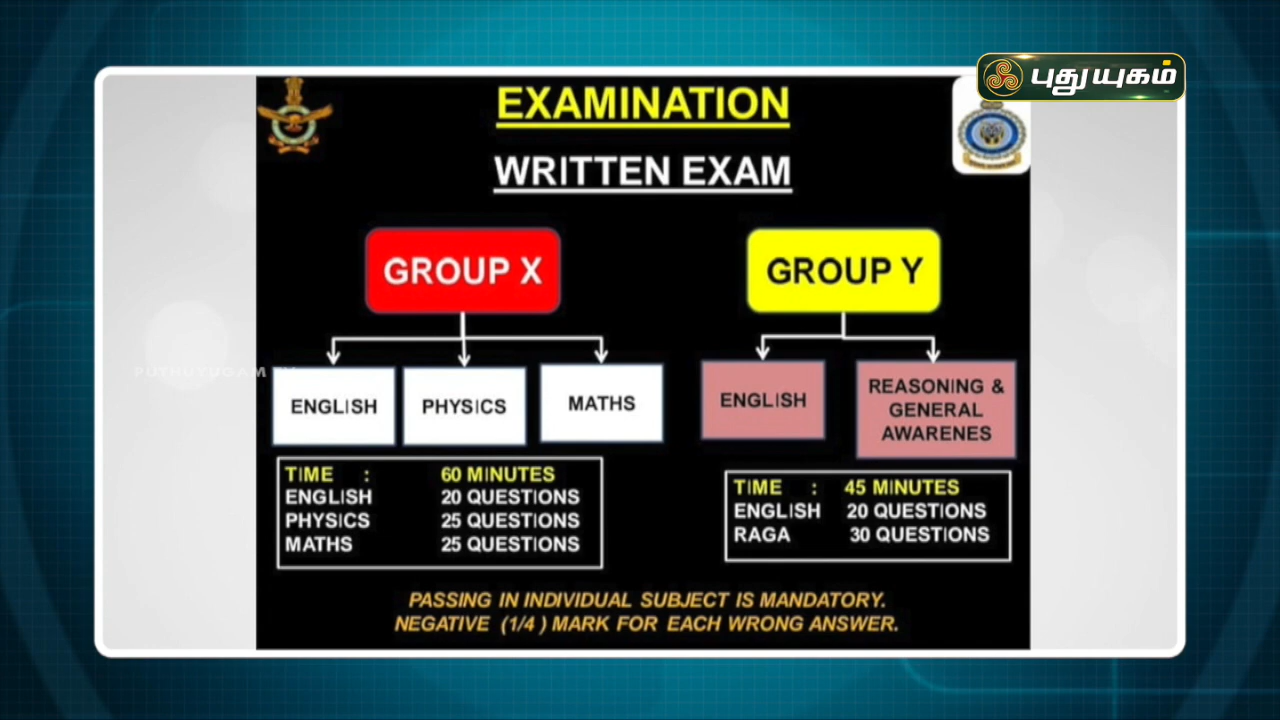 புதுயுகம்
EXAMINATION
WRITTEN EXAM
GROUP X
GROUP Y
ENGLISH
PHYSICS
MATHS
ENGLISH
REASONING &
GENERAL
AWARENES
TIME : 60 MINUTES
ENGLISH 20 QUESTIONS
PHYSICS 25 QUESTIONS
MATHS 25 QUESTIONS
TIME : 45 MINUTES
ENGLISH 20 QUESTIONS
RAGA 30 QUESTIONS
PASSING IN INDIVIDUAL SUBJECT IS MANDATORY.
NEGATIVE (1/4 ) MARK FOR EACH WRONG ANSWER.
PUTHUYUGAM TV